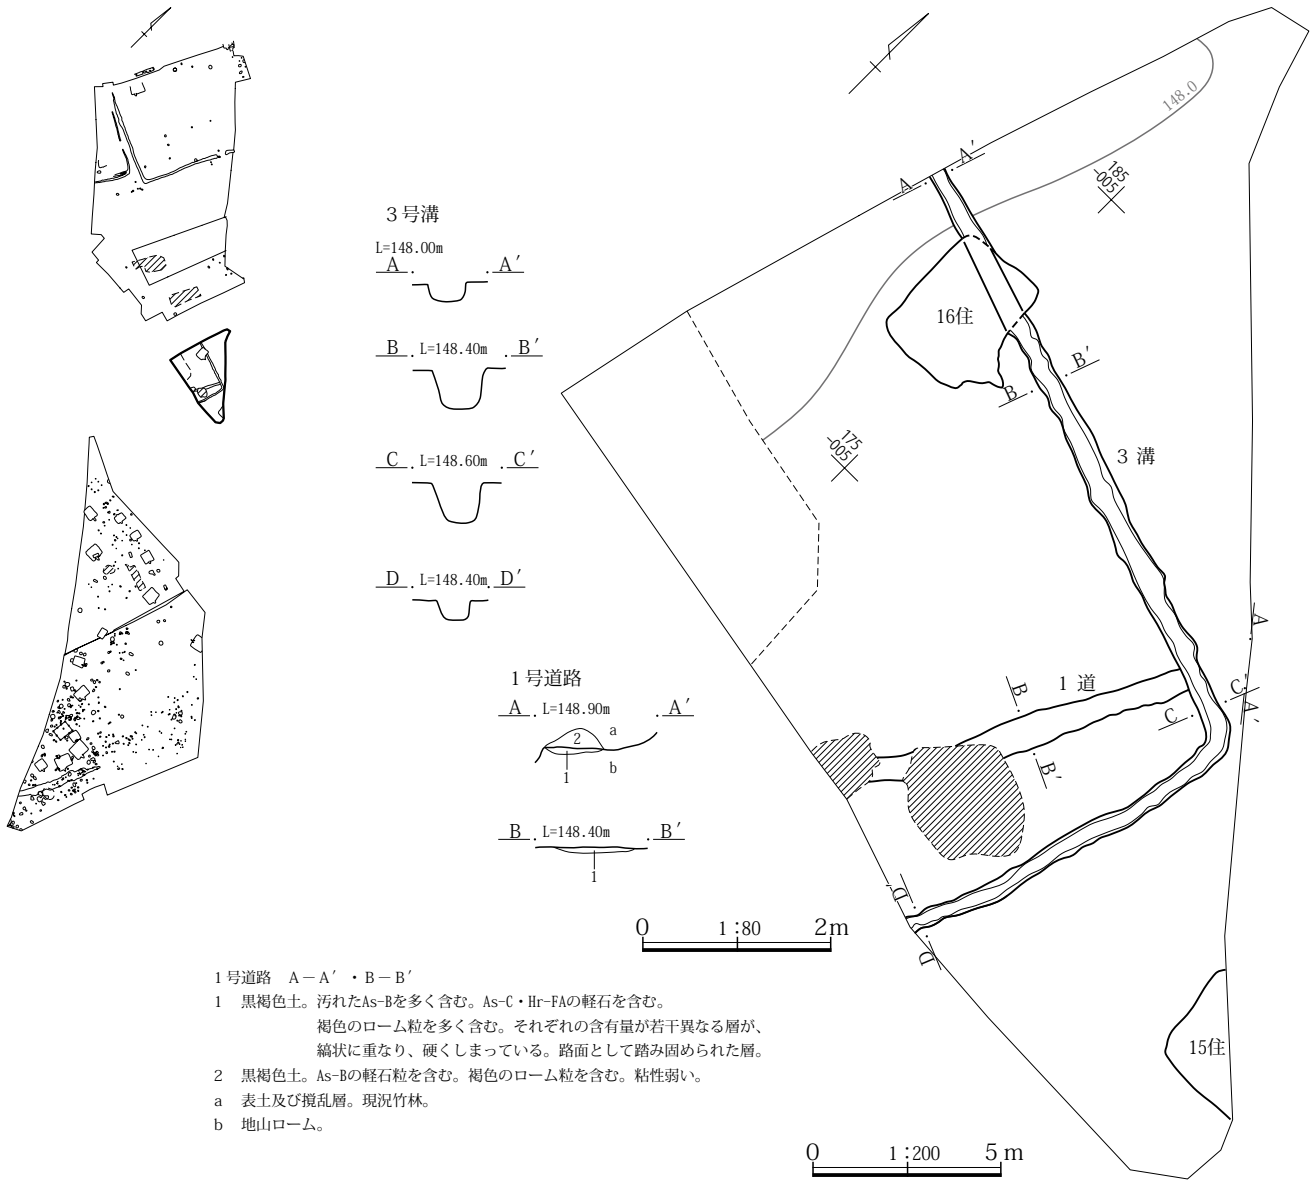 ３号溝
L=148.00m
A A′
B L=148.40m B′
C L=148.60m C′
D L=148.40m D′
１号道路
A L=148.90m A′
2
a
1
b
B L=148.40m B′
1
0 1：80 2m
148.0
A A′
185
-005
16住
B B′
175
-005
３溝
A
B
１道
C C′
A′
B′
D′
D
15住
１号道路　A－A′・B－B′
1　黒褐色土。汚れたAs-Bを多く含む。As-C・Hr-FAの軽石を含む。
褐色のローム粒を多く含む。それぞれの含有量が若干異なる層が、
縞状に重なり、硬くしまっている。路面として踏み固められた層。
2　黒褐色土。As-Bの軽石粒を含む。褐色のローム粒を含む。粘性弱い。
a　表土及び撹乱層。現況竹林。
b　地山ローム。
0 1：200 5m